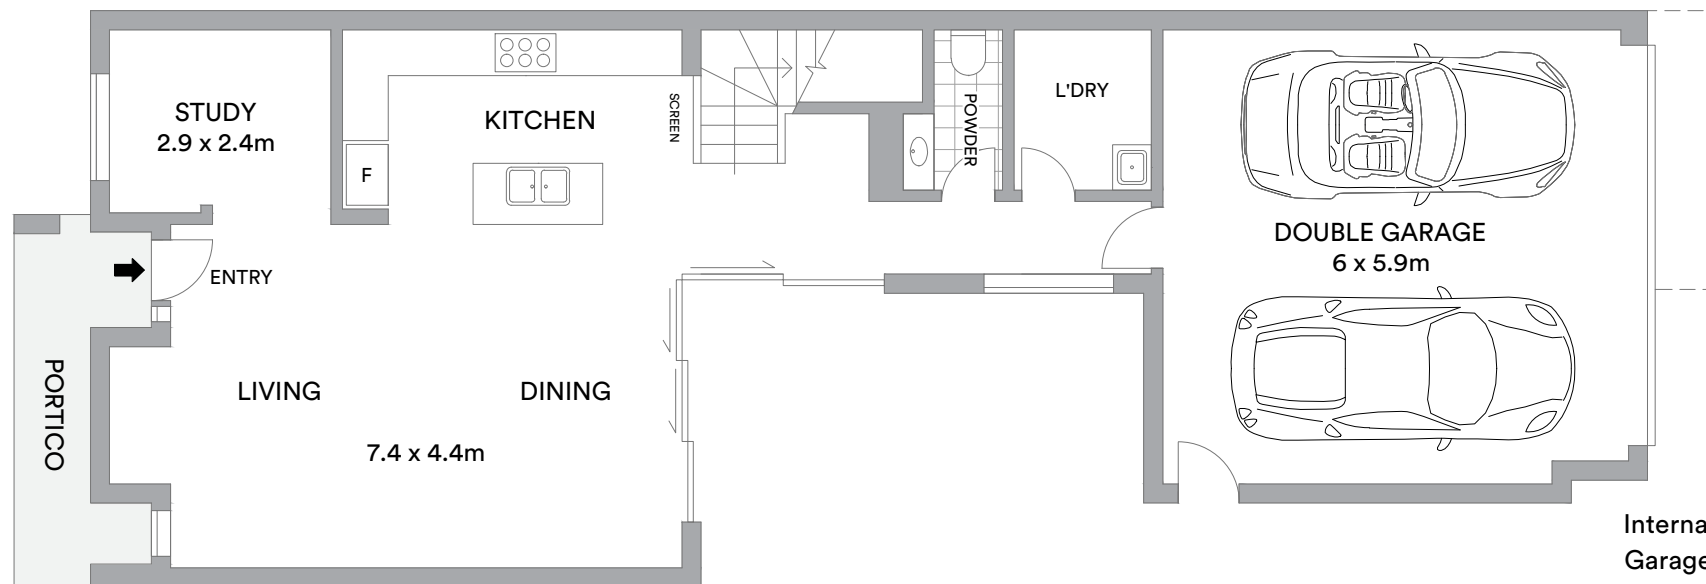 STUDY
2.9 x 2.4m
KITCHEN
SCREEN
POWDER
L'DRY
F
DOUBLE GARAGE
6 x 5.9m
ENTRY
PORTICO
LIVING
DINING
7.4 x 4.4m
Interna
Garage